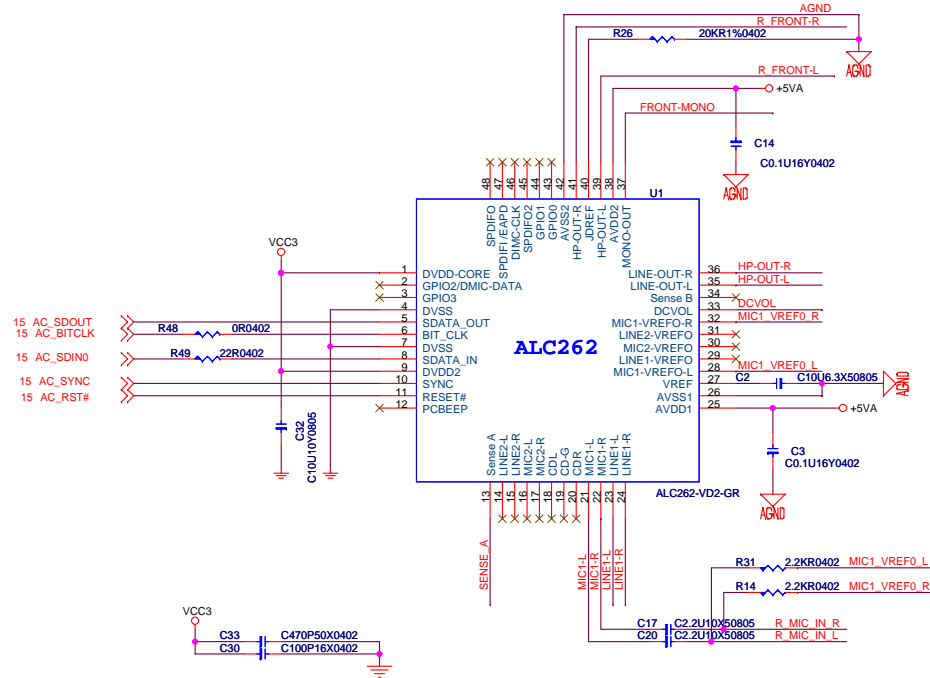 AGND
R_FRONT-R
R26 20KR1%0402
AGND
R_FRONT-L
+5VA
FRONT-MONO
C14
C0.1U16Y0402
AGND
48 47 46 45 44 43 42 41 40 39 38 37
U1
SPDIFO
SPDIFI/EAPD
DIMC-CLK
SPDIFO2
GPIO1
GPIO0
AVSS2
HP-OUT-R
JDREF
HP-OUT-L
AVDD2
MONO-OUT
VCC3
1 DVDD-CORE
2 GPIO2/DMIC-DATA
3 GPIO3
4 DVSS
5 SDATA_OUT
6 BIT_CLK
7 DVSS
8 SDATA_IN
9 DVDD2
10 SYNC
11 RESET#
12 PCBEEP
15 AC_SDOUT
15 AC_BITCLK
R48 0R0402
15 AC_SDIN0
R49 22R0402
15 AC_SYNC
15 AC_RST#
C32
C10U10Y0805
ALC262
LINE-OUT-R 36 HP-OUT-R
LINE-OUT-L 35 HP-OUT-L
Sense B 34
DCVOL 33 DCVOL
MIC1-VREFO-R 32 MIC1_VREF0_R
LINE2-VREFO 31
MIC2-VREFO 30
LINE1-VREFO 29
MIC1-VREFO-L 28 MIC1_VREF0_L
VREF 27 C2 C10U6.3X50805
AVSS1 26
AVDD1 25
AGND
+5VA
C3
C0.1U16Y0402
AGND
Sense A
LINE2-L
LINE2-R
MIC2-L
MIC2-R
CDL
CD-G
CDR
MIC1-L
MIC1-R
LINE1-L
LINE1-R
13 14 15 16 17 18 19 20 21 22 23 24
ALC262-VD2-GR
SENSE_A
MIC1-L
MIC1-R
LINE1-L
LINE1-R
R31 2.2KR0402 MIC1_VREF0_L
R14 2.2KR0402 MIC1_VREF0_R
C17 C2.2U10X50805 R_MIC_IN_R
C20 C2.2U10X50805 R_MIC_IN_L
VCC3
C33 C470P50X0402
C30 C100P16X0402